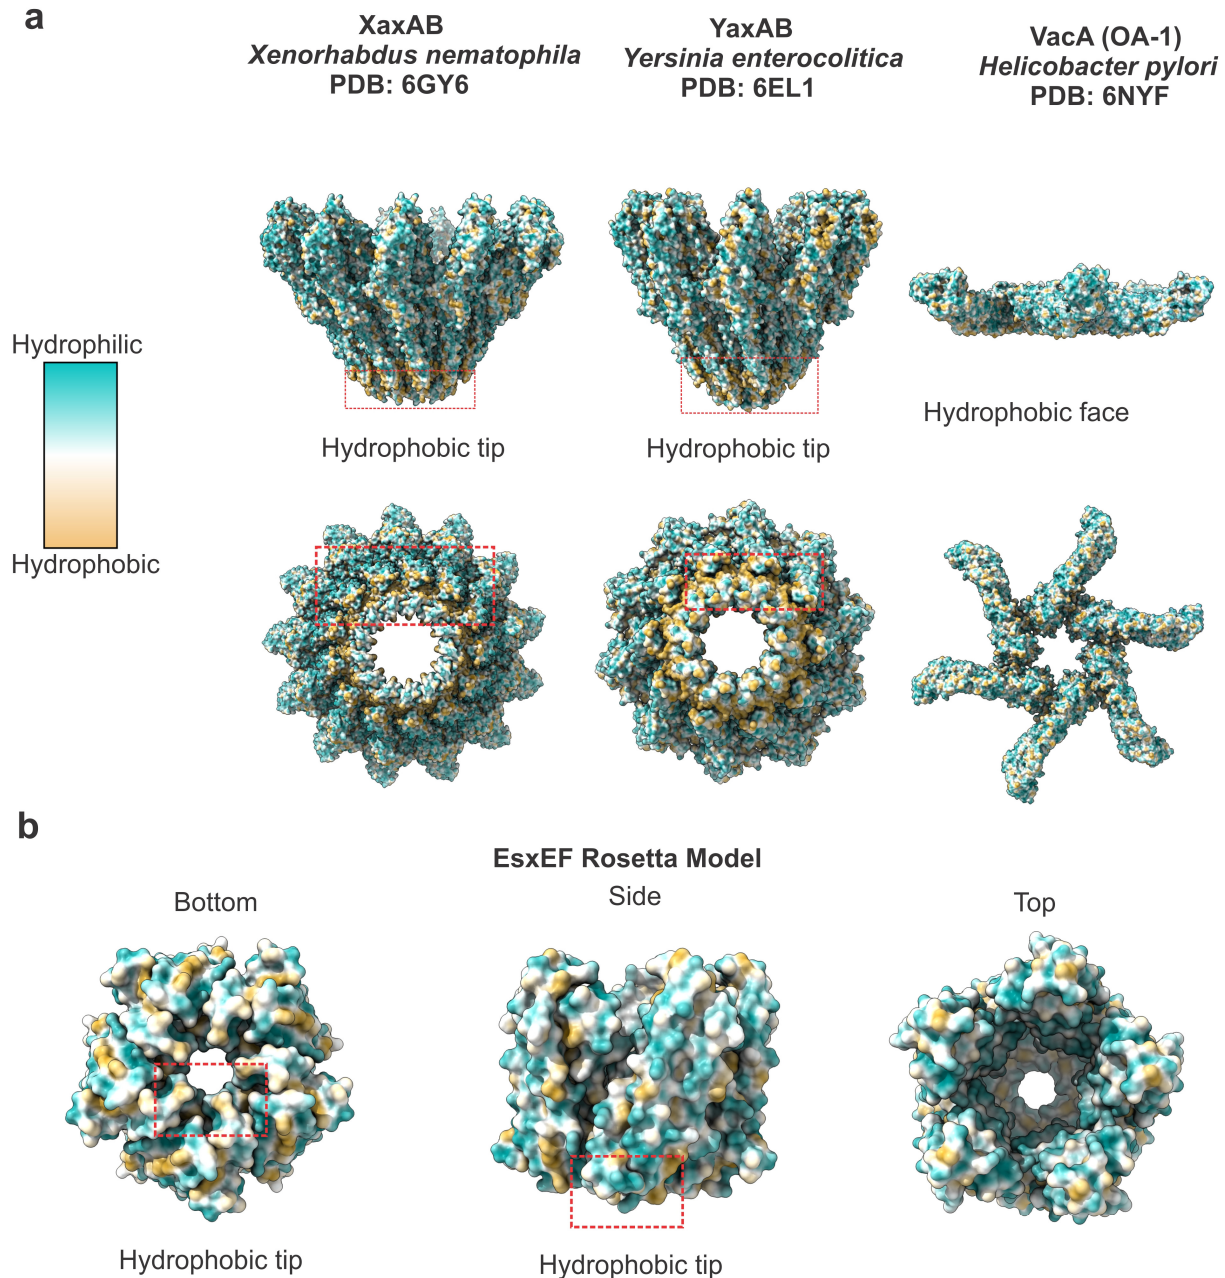 a
XaxAB
Xenorhabdus nematophila
PDB: 6GY6
YaxAB
Yersinia enterocolitica
PDB: 6EL1
VacA (OA-1)
Helicobacter pylori
PDB: 6NYF
Hydrophilic
Hydrophobic
Hydrophobic tip
Hydrophobic tip
Hydrophobic face
b
EsxEF Rosetta Model
Bottom
Side
Top
Hydrophobic tip
Hydrophobic tip